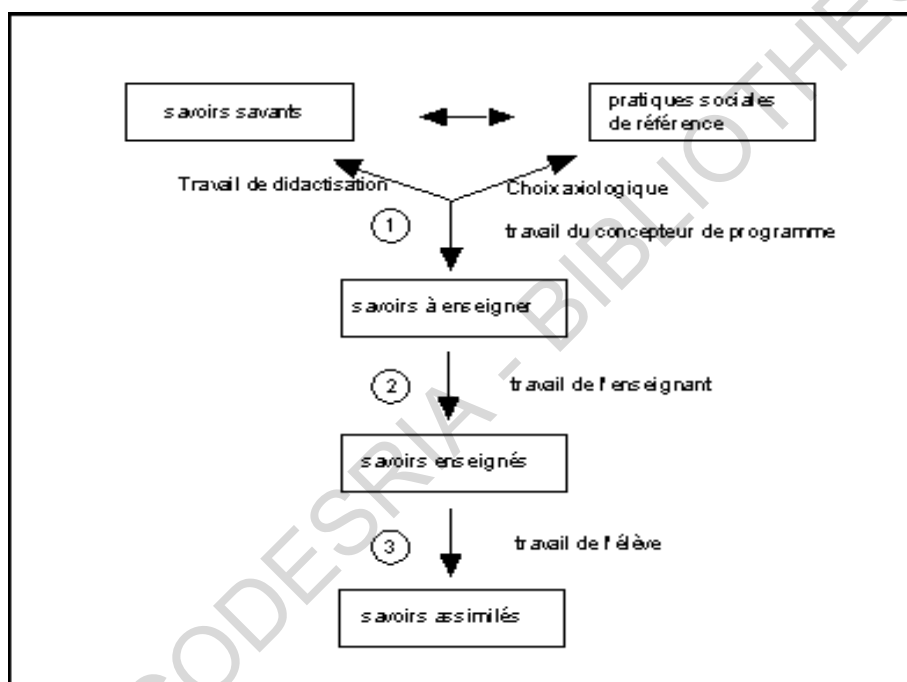 savoirs savants
pratiques sociales
de référence
Travail de didactisation
Choix axiologique
1
travail du concepteur de programme
savoirs à enseigner
2
travail de l'enseignant
savoirs enseignés
3
travail de l'élève
savoirs assimilés
CODESRIA - BIBLIOTHE